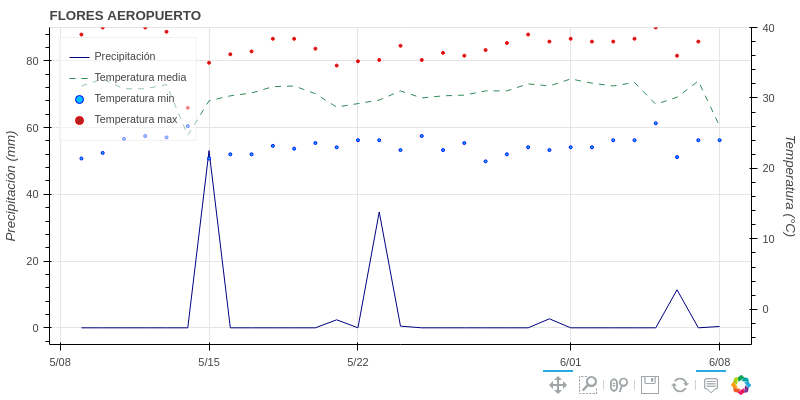 FLORES AEROPUERTO
Precipitación
Temperatura media
Temperatura min
Temperatura max
Precipitación (mm)
80
60
40
20
0
Temperatura (°C)
40
30
20
10
0
5/08
5/15
5/22
6/01
6/08